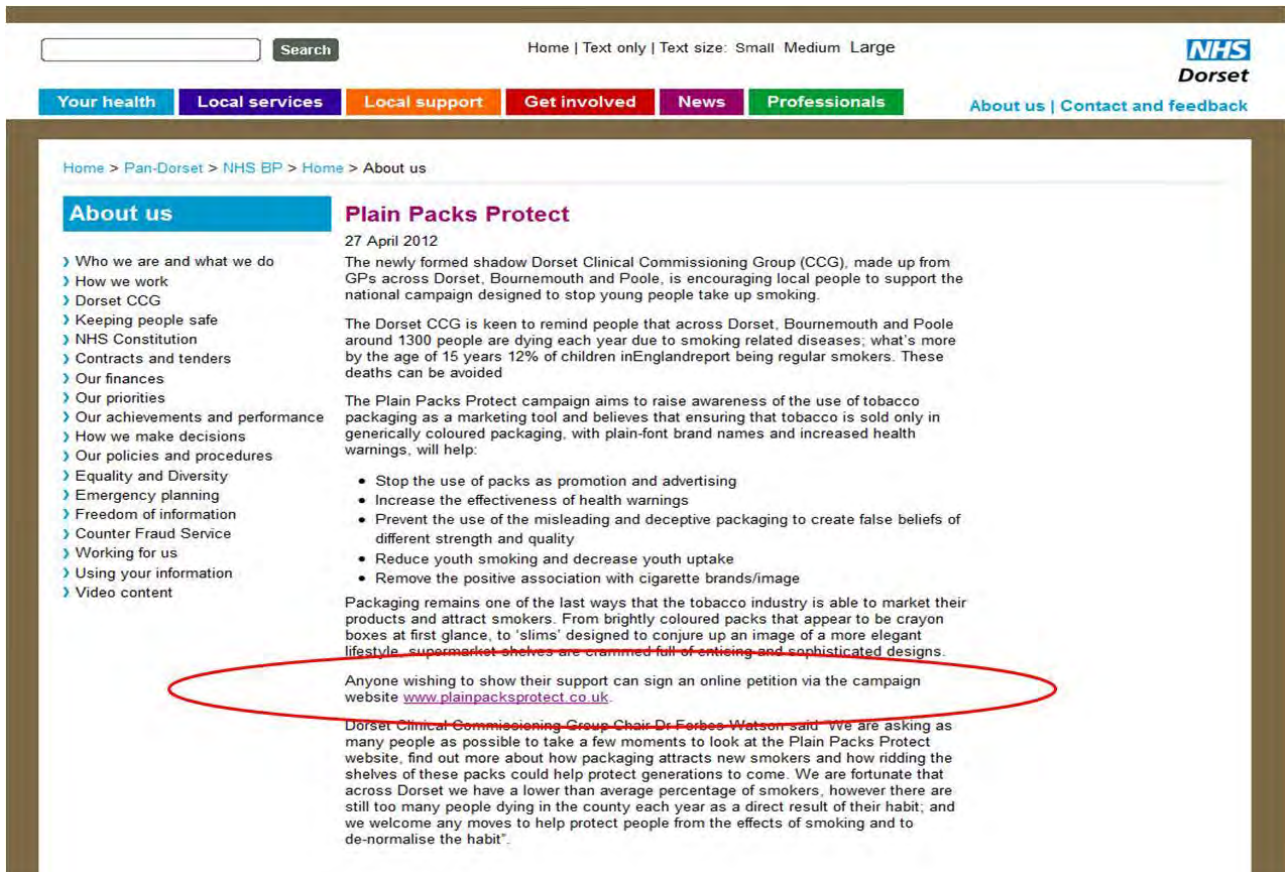 Search
Home | Text only | Text size: Small Medium Large
NHS
Dorset
Your health Local services Local support Get involved News Professionals
About us | Contact and feedback
Home > Pan-Dorset > NHS BP > Home > About us
About us
Who we are and what we do
How we work
Dorset CCG
Keeping people safe
NHS Constitution
Contracts and tenders
Our finances
Our priorities
Our achievements and performance
How we make decisions
Our policies and procedures
Equality and Diversity
Emergency planning
Freedom of information
Counter Fraud Service
Working for us
Using your information
Video content
Plain Packs Protect
27 April 2012
The newly formed shadow Dorset Clinical Commissioning Group (CCG), made up from
GPs across Dorset, Bournemouth and Poole, is encouraging local people to support the
national campaign designed to stop young people take up smoking.
The Dorset CCG is keen to remind people that across Dorset, Bournemouth and Poole
around 1300 people are dying each year due to smoking related diseases; what's more
by the age of 15 years 12% of children inEnglandreport being regular smokers. These
deaths can be avoided
The Plain Packs Protect campaign aims to raise awareness of the use of tobacco
packaging as a marketing tool and believes that ensuring that tobacco is sold only in
generically coloured packaging, with plain-font brand names and increased health
warnings, will help:
• Stop the use of packs as promotion and advertising
• Increase the effectiveness of health warnings
• Prevent the use of the misleading and deceptive packaging to create false beliefs of
different strength and quality
• Reduce youth smoking and decrease youth uptake
• Remove the positive association with cigarette brands/image
Packaging remains one of the last ways that the tobacco industry is able to market their
products and attract smokers. From brightly coloured packs that appear to be crayon
boxes at first glance, to 'slims' designed to conjure up an image of a more elegant
lifestyle, supermarket shelves are crammed full of enticing and sophisticated designs.
Anyone wishing to show their support can sign an online petition via the campaign
website www.plainpacksprotect.co.uk.
Dorset Clinical Commissioning Group Chair Dr Forbes Watson said "We are asking as
many people as possible to take a few moments to look at the Plain Packs Protect
website, find out more about how packaging attracts new smokers and how ridding the
shelves of these packs could help protect generations to come. We are fortunate that
across Dorset we have a lower than average percentage of smokers, however there are
still too many people dying in the county each year as a direct result of their habit; and
we welcome any moves to help protect people from the effects of smoking and to
de-normalise the habit".